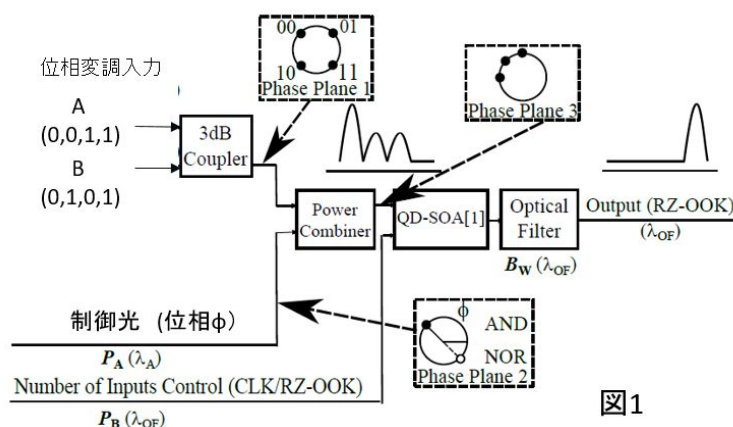 位相変調入力
A
(0,0,1,1)
B
(0,1,0,1)
3dB
Coupler
00 01
10 11
Phase Plane 1
Phase Plane 3
Power
Combiner
QD-SOA[1]
Optical
Filter
Output (RZ-OOK)
(λOF)
BW (λOF)
制御光 (位相φ)
PA (λA)
φ
AND
NOR
Phase Plane 2
Number of Inputs Control (CLK/RZ-OOK)
PB (λOF)
図1